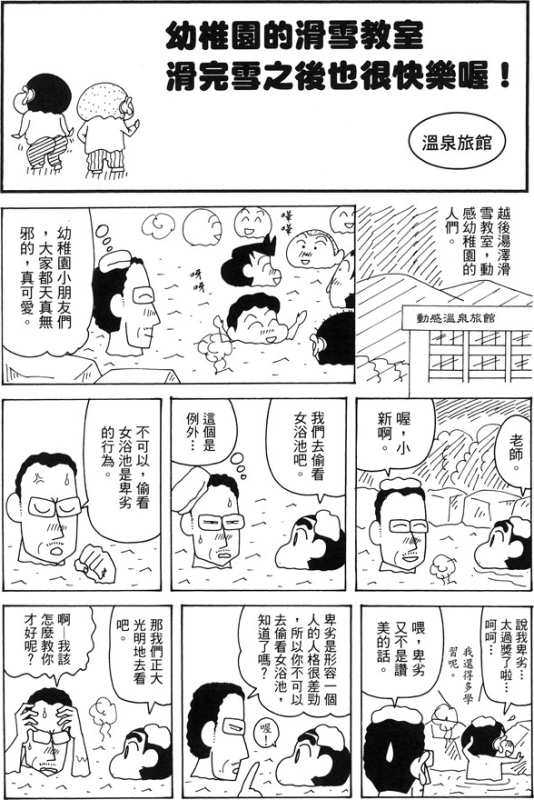 幼稚園的滑雪教室
滑完雪之後也很快樂喔！
溫泉旅館
越後湯澤滑
雪教室，動
感幼稚園的
人們。
動感溫泉旅館
嘻嘻
嘻嘻
幼稚園小朋友們
，大家都天真無
邪的，真可愛。
老師。
喔，小
新啊。
我們去偷看
女浴池吧。
這個是
例外…
不可以，偷看
女浴池是卑劣
的行為。
說我卑劣…
太過獎了啦…
呵呵…
我還得多學
習呢。
喂，卑劣
又不是讚
美的話。
卑劣是形容一個
人的人格很差勁
，所以你不可以
去偷看女浴池，
知道了嗎？
喔！
那我們正大
光明地去看
吧。
啊—我該
怎麼教你
才好呢？